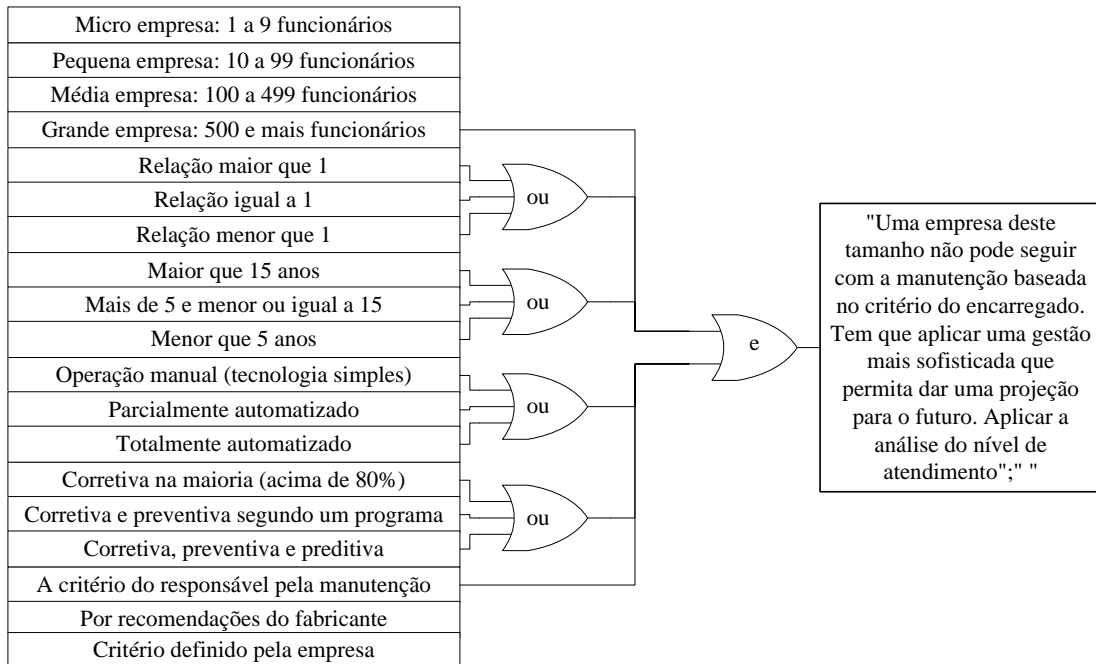 Micro empresa: 1 a 9 funcionários
Pequena empresa: 10 a 99 funcionários
Média empresa: 100 a 499 funcionários
Grande empresa: 500 e mais funcionários
Relação maior que 1
Relação igual a 1
Relação menor que 1
Maior que 15 anos
Mais de 5 e menor ou igual a 15
Menor que 5 anos
Operação manual (tecnologia simples)
Parcialmente automatizado
Totalmente automatizado
Corretiva na maioria (acima de 80%)
Corretiva e preventiva segundo um programa
Corretiva, preventiva e preditiva
A critério do responsável pela manutenção
Por recomendações do fabricante
Critério definido pela empresa
ou
ou
ou
ou
e
"Uma empresa deste
tamanho não pode seguir
com a manutenção baseada
no critério do encarregado.
Tem que aplicar uma gestão
mais sofisticada que
permita dar uma projeção
para o futuro. Aplicar a
análise do nível de
atendimento";" "